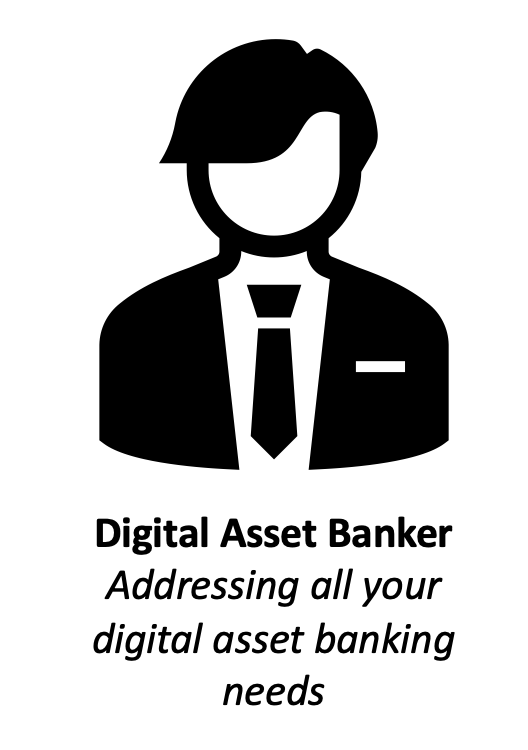 Digital Asset Banker
Addressing all your
digital asset banking
needs